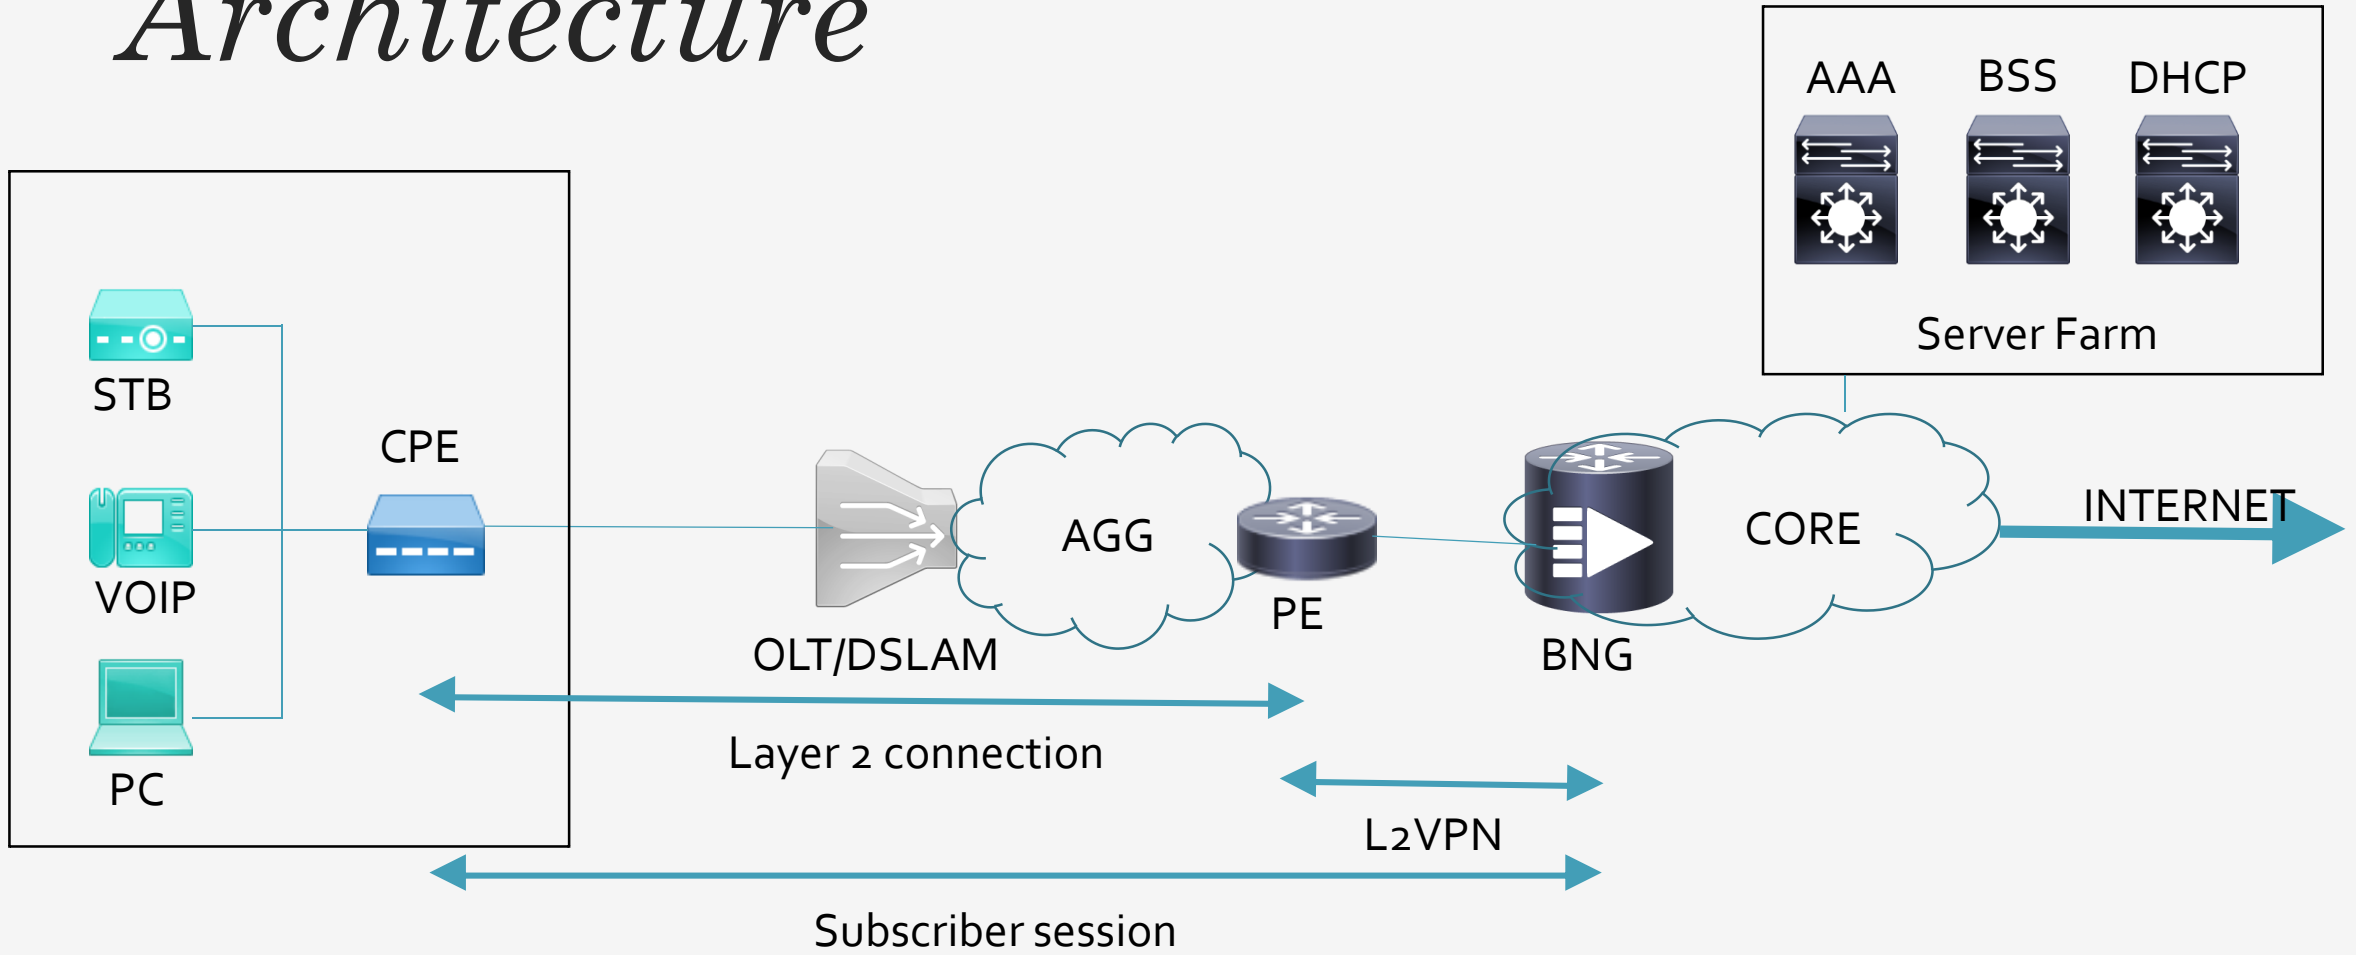 Architecture
AAA
BSS
DHCP
Server Farm
STB
CPE
VOIP
PC
OLT/DSLAM
AGG
PE
BNG
CORE
INTERNET
Layer 2 connection
L2VPN
Subscriber session